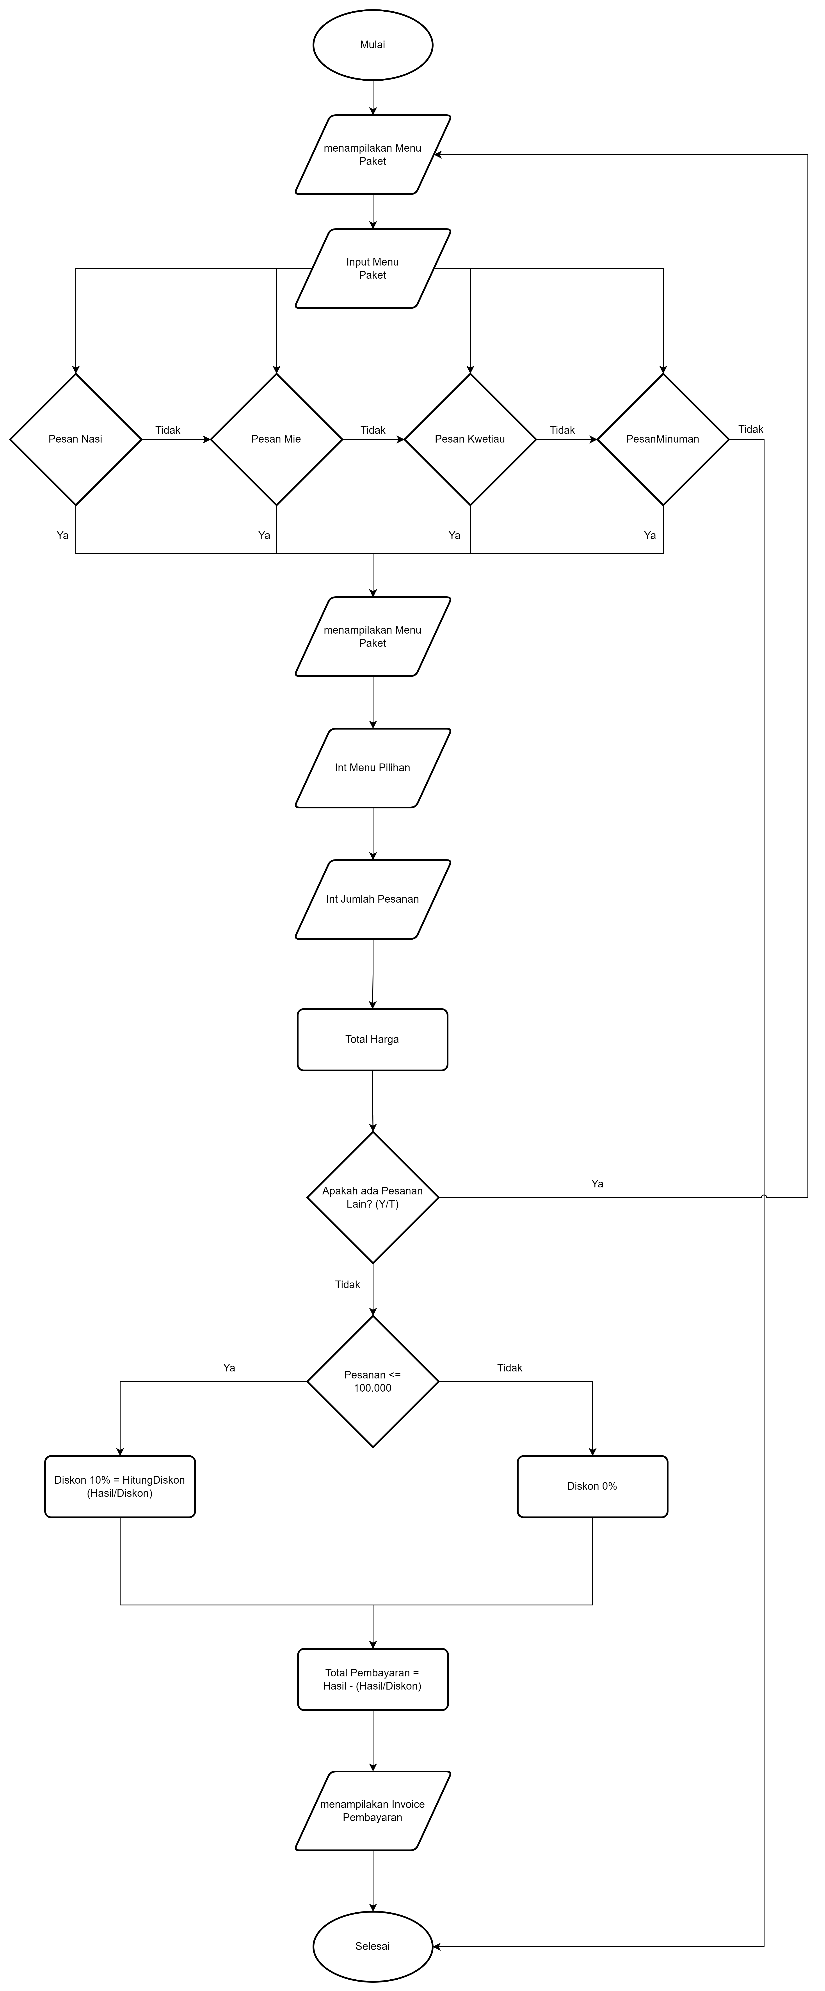 Mulai
menampilakan Menu
Paket
Input Menu
Paket
Pesan Nasi
Tidak
Pesan Mie
Tidak
Pesan Kwetiau
Tidak
PesanMinuman
Tidak
Ya
Ya
Ya
Ya
menampilakan Menu
Paket
Int Menu Pilihan
Int Jumlah Pesanan
Total Harga
Apakah ada Pesanan
Lain? (Y/T)
Ya
Tidak
Pesanan <=
100.000
Ya
Tidak
Diskon 10% = HitungDiskon
(Hasil/Diskon)
Diskon 0%
Total Pembayaran =
Hasil - (Hasil/Diskon)
menampilakan Invoice
Pembayaran
Selesai